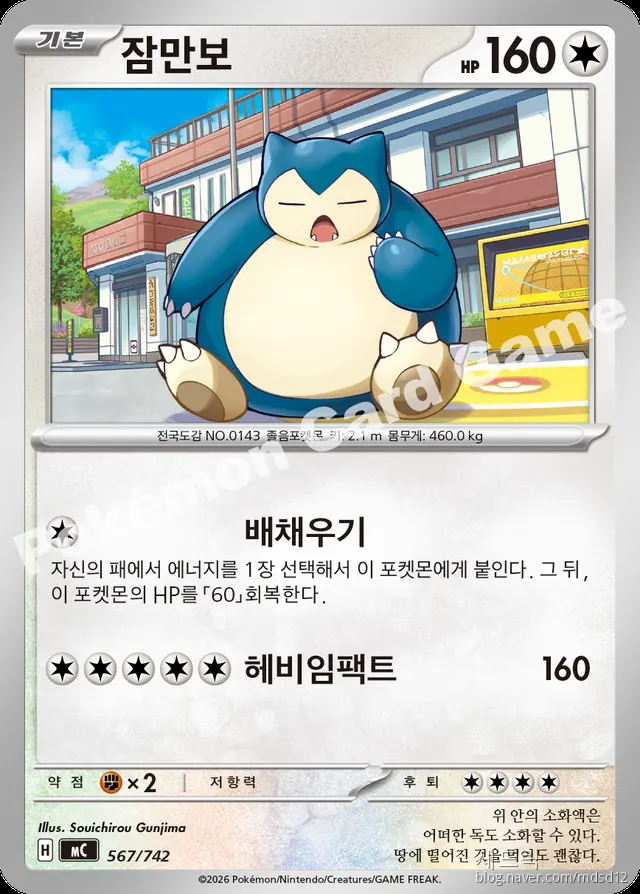 기본
잠만보
HP 160
전국도감 NO.0143 졸음포켓몬 키: 2.1 m 몸무게: 460.0 kg
Pokémon Card Game
배채우기
자신의 패에서 에너지를 1장 선택해서 이 포켓몬에게 붙인다. 그 뒤,
이 포켓몬의 HP를 「60」 회복한다.
헤비임팩트 160
약점 ×2 저항력 후퇴
Illus. Souichirou Gunjima
위 안의 소화액은
어떠한 독도 소화할 수 있다.
땅에 떨어진 것을 먹어도 괜찮다.
H MC 567/742
©2026 Pokémon/Nintendo/Creatures/GAME FREAK.
blog.naver.com/mdsd12